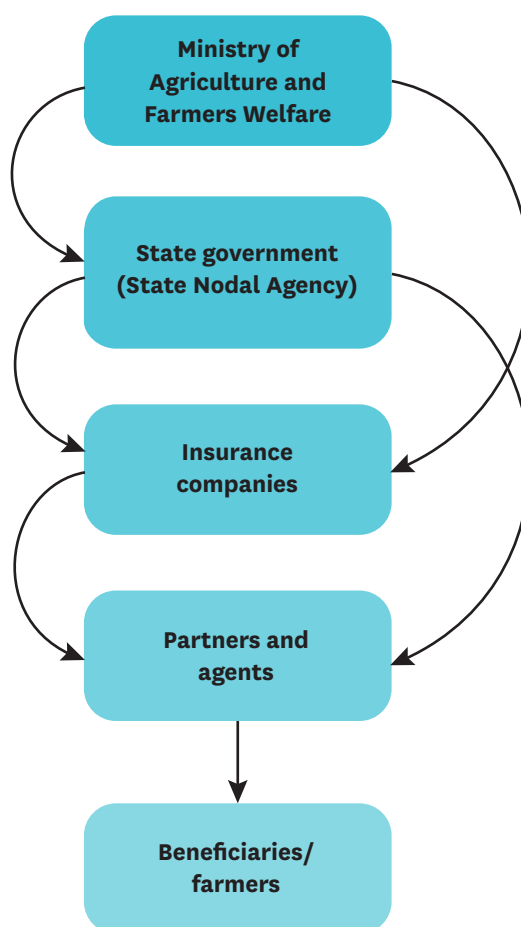 Ministry of
Agriculture and
Farmers Welfare
State government
(State Nodal Agency)
Insurance
companies
Partners and
agents
Beneficiaries/
farmers